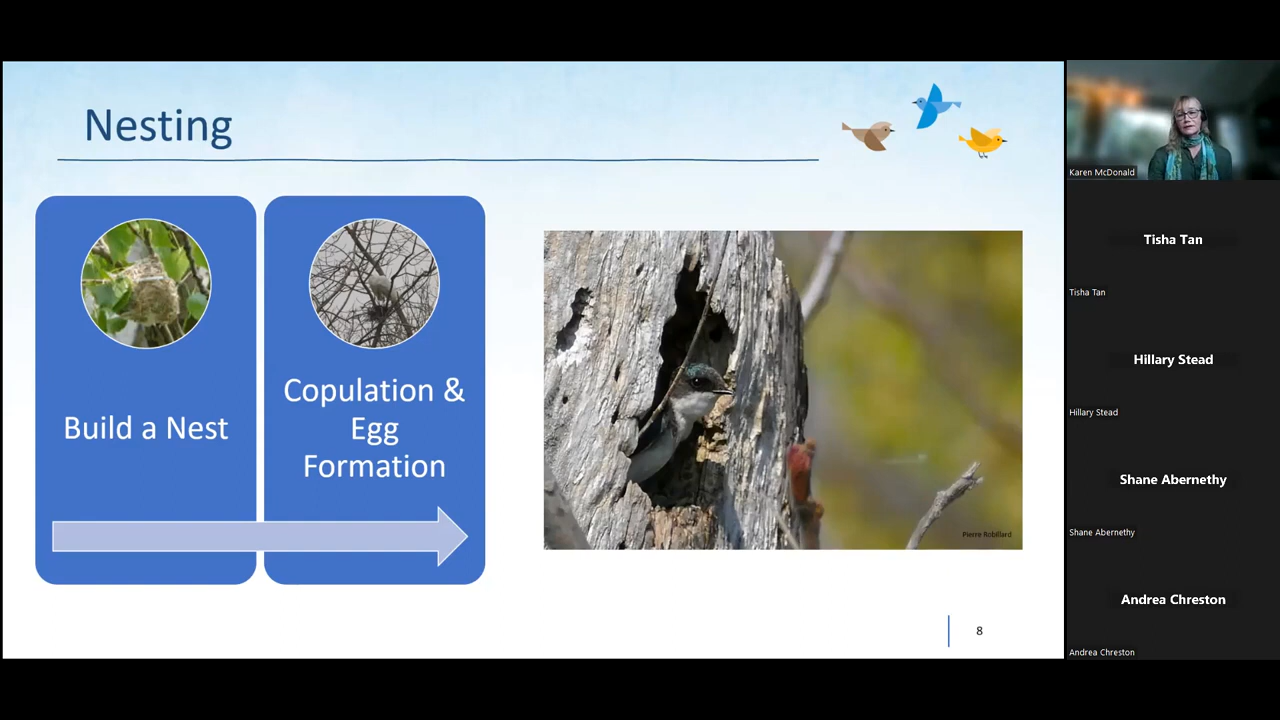 Nesting
Build a Nest
Copulation &
Egg
Formation
Pierre Robillard
8
Karen McDonald
Tisha Tan
Tisha Tan
Hillary Stead
Hillary Stead
Shane Abernethy
Shane Abernethy
Andrea Chreston
Andrea Chreston